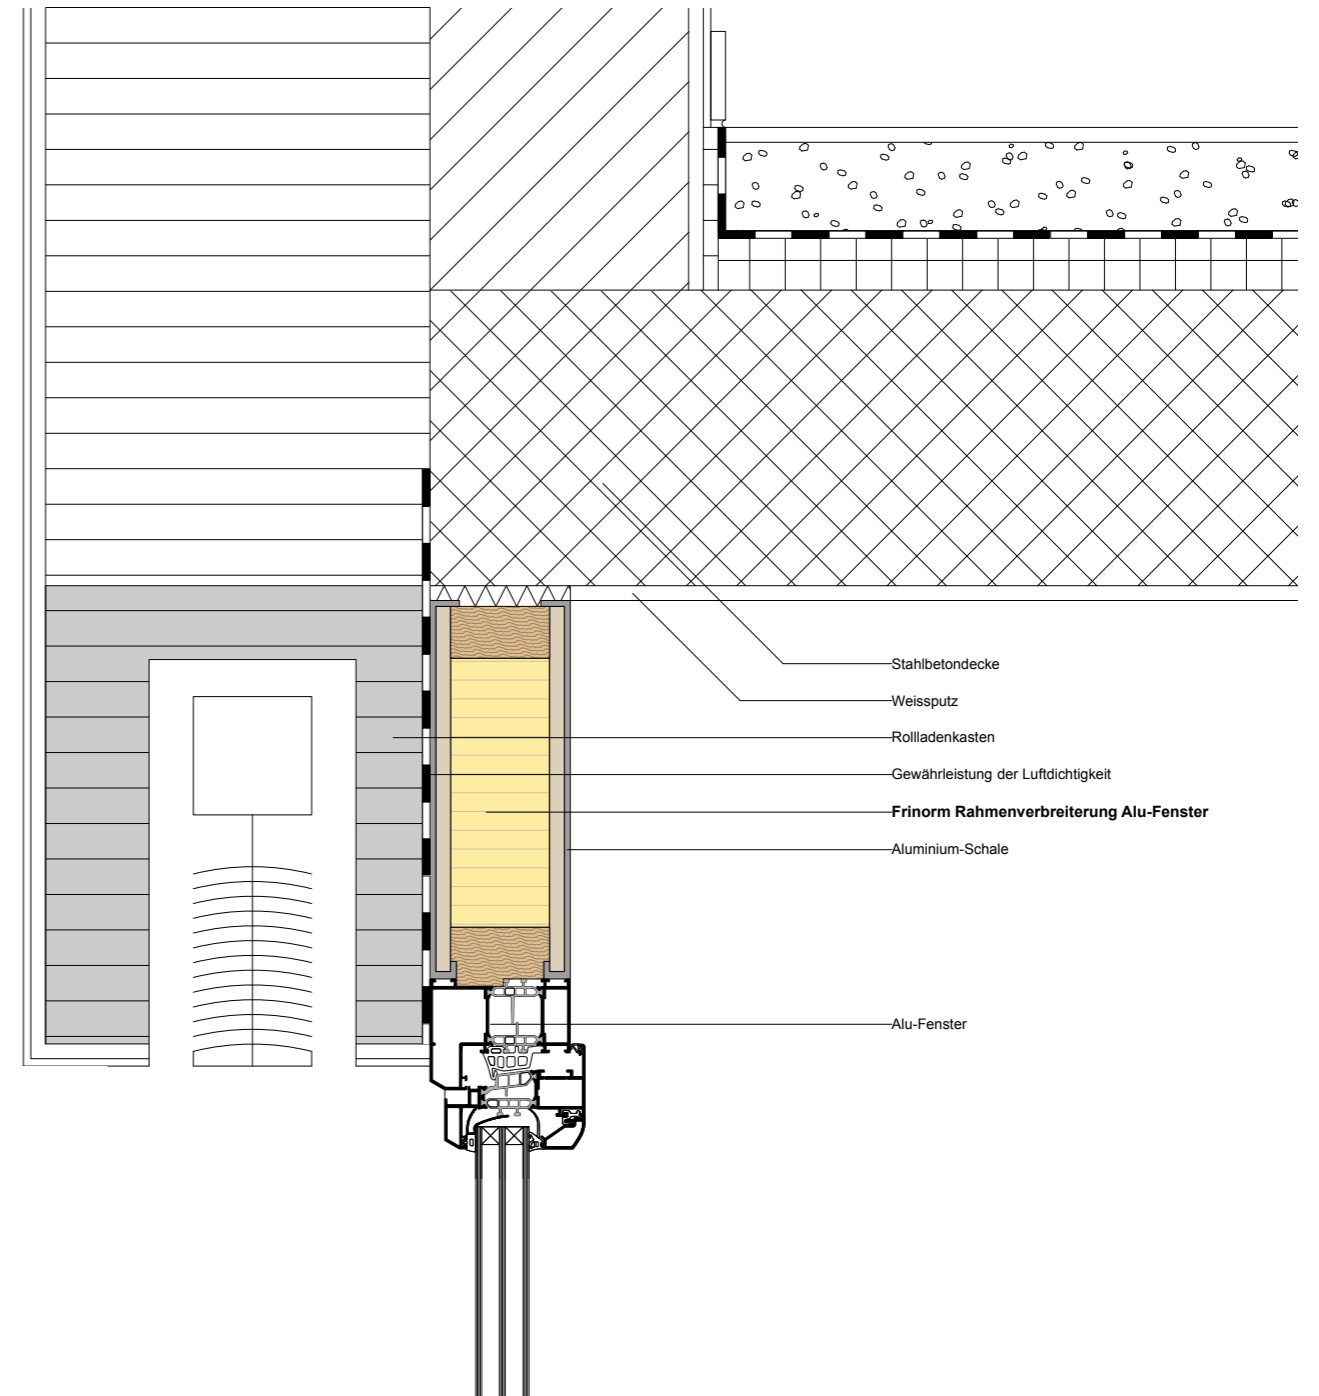 Stahlbetondecke
Weissputz
Rollladenkasten
Gewährleistung der Luftdichtigkeit
Frinorm Rahmenverbreiterung Alu-Fenster
Aluminium-Schale
Alu-Fenster